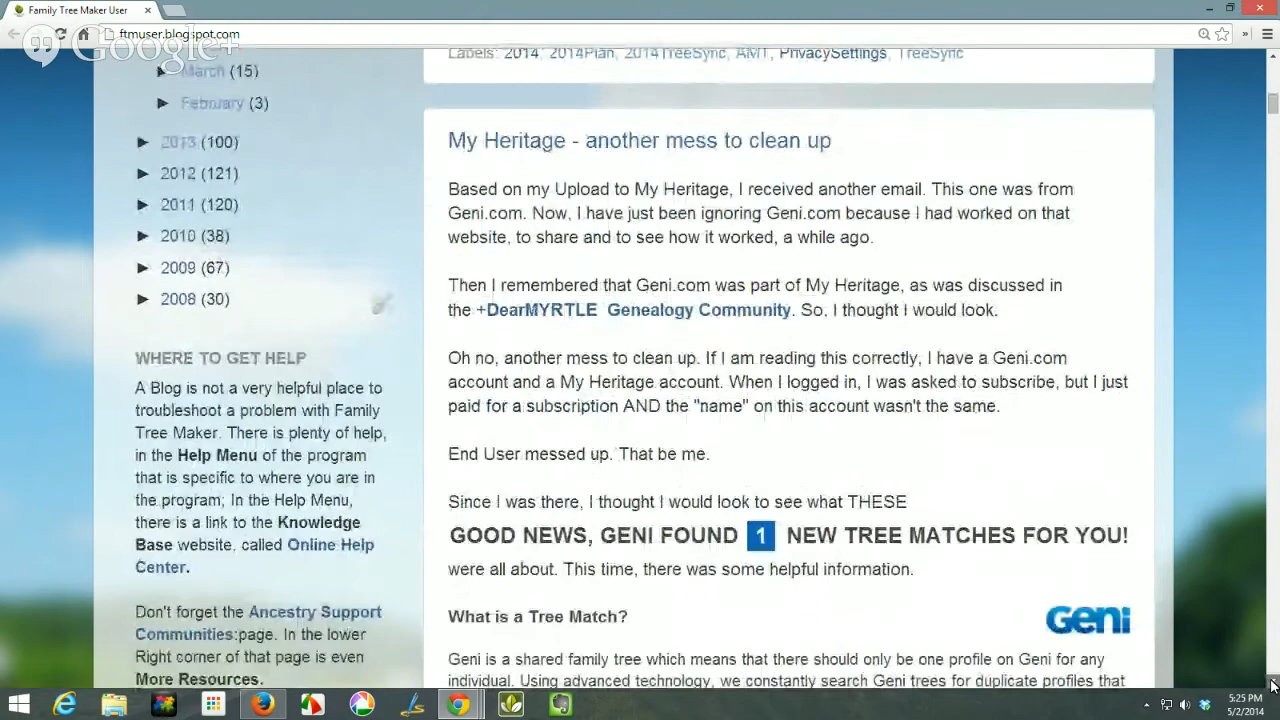 Family Tree Maker User
ftmuser.blogspot.com
Google+
March (15)
February (3)
2013 (100)
2012 (121)
2011 (120)
2010 (38)
2009 (67)
2008 (30)
WHERE TO GET HELP
A Blog is not a very helpful place to
troubleshoot a problem with Family
Tree Maker. There is plenty of help,
in the Help Menu of the program
that is specific to where you are in
the program; In the Help Menu,
there is a link to the Knowledge
Base website, called Online Help
Center.
Don't forget the Ancestry Support
Communities:page. In the lower
Right corner of that page is even
More Resources.
Labels: 2014, 2014Plan, 2014TreeSync, AMT, PrivacySettings, TreeSync
My Heritage - another mess to clean up
Based on my Upload to My Heritage, I received another email. This one was from
Geni.com. Now, I have just been ignoring Geni.com because I had worked on that
website, to share and to see how it worked, a while ago.
Then I remembered that Geni.com was part of My Heritage, as was discussed in
the +DearMYRTLE Genealogy Community. So, I thought I would look.
Oh no, another mess to clean up. If I am reading this correctly, I have a Geni.com
account and a My Heritage account. When I logged in, I was asked to subscribe, but I just
paid for a subscription AND the "name" on this account wasn't the same.
End User messed up. That be me.
Since I was there, I thought I would look to see what THESE
GOOD NEWS, GENI FOUND 1 NEW TREE MATCHES FOR YOU!
were all about. This time, there was some helpful information.
What is a Tree Match?
Geni
Geni is a shared family tree which means that there should only be one profile on Geni for any
individual. Using advanced technology, we constantly search Geni trees for duplicate profiles that
5:25 PM
5/2/2014